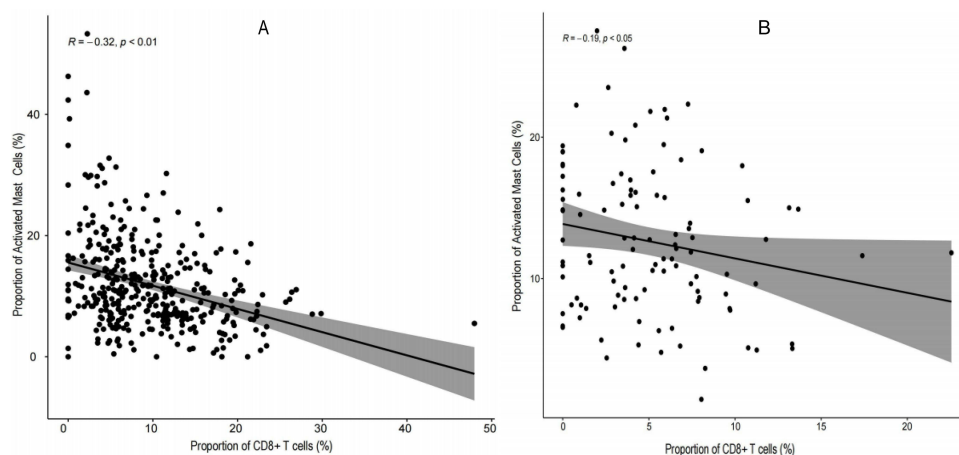 A
R = −0.32, p < 0.01
Proportion of Activated Mast Cells (%)
40
20
0
0 10 20 30 40 50
Proportion of CD8+ T cells (%)
B
R = −0.19, p < 0.05
Proportion of Activated Mast Cells (%)
20
10
0 5 10 15 20
Proportion of CD8+ T cells (%)